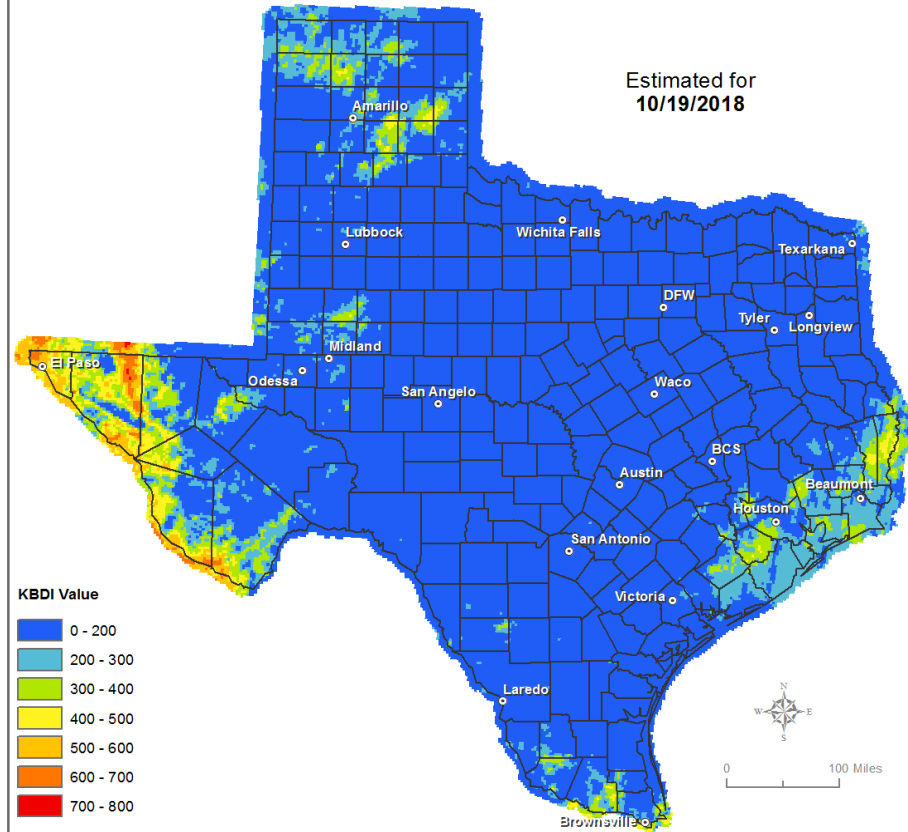 Estimated for
10/19/2018
Amarillo
Lubbock
Wichita Falls
Texarkana
DFW
Tyler
Longview
Midland
El Paso
Odessa
San Angelo
Waco
BCS
Austin
Beaumont
Houston
San Antonio
Victoria
Laredo
Brownsville
KBDI Value
0 - 200
200 - 300
300 - 400
400 - 500
500 - 600
600 - 700
700 - 800
N
W E
S
0 100 Miles